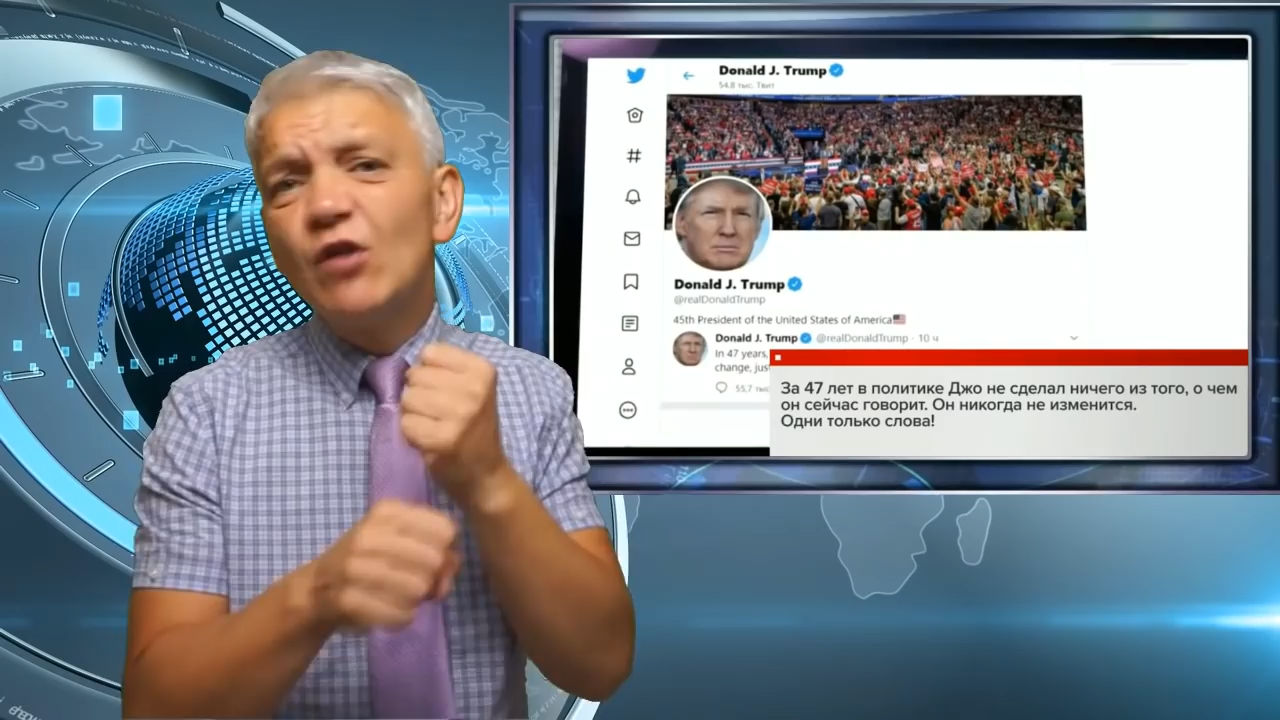 Donald J. Trump
54,8 тыс. Твит
Donald J. Trump
@realDonaldTrump
45th President of the United States of America
Donald J. Trump @realDonaldTrump · 10 ч
In 47 years,
change, jus
55,7 тыс
За 47 лет в политике Джо не сделал ничего из того, о чем
он сейчас говорит. Он никогда не изменится.
Одни только слова!